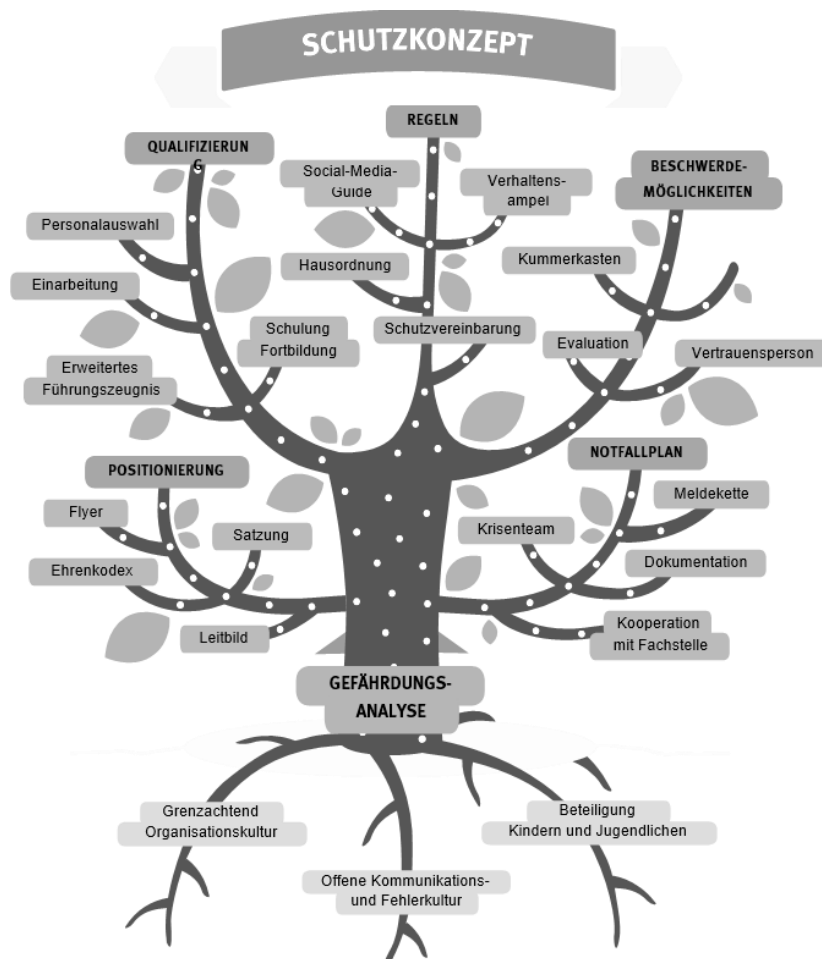 SCHUTZKONZEPT
REGELN
QUALIFIZIERUN
G
BESCHWERDE-
MÖGLICHKEITEN
Social-Media-
Guide
Verhaltens-
ampel
Personalauswahl
Hausordnung
Kummerkasten
Einarbeitung
Schulung
Fortbildung
Schutzvereinbarung
Evaluation
Vertrauensperson
Erweitertes
Führungszeugnis
POSITIONIERUNG
NOTFALLPLAN
Flyer
Satzung
Meldekette
Krisenteam
Ehrenkodex
Dokumentation
Leitbild
Kooperation
mit Fachstelle
GEFÄHRDUNGS-
ANALYSE
Grenzachtend
Organisationskultur
Beteiligung
Kindern und Jugendlichen
Offene Kommunikations-
und Fehlerkultur